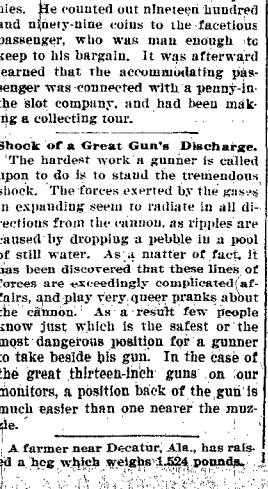 nies. He counted out nineteen hundred
and ninety-nine coins to the facetious
passenger, who was man enough to
keep to his bargain. It was afterward
earned that the accommodating pas-
senger was connected with a penny-in-
the slot company, and had been mak-
ng a collecting tour.
Shock of a Great Gun's Discharge.
The hardest work a gunner is called
upon to do is to stand the tremendous
shock. The forces exerted by the gases
in expanding seem to radiate in all di-
rections from the cannon, as ripples are
caused by dropping a pebble in a pool
of still water. As a matter of fact, it
has been discovered that these lines of
forces are exceedingly complicated af-
fairs, and play very queer pranks about
the cannon. As a result few people
know just which is the safest or the
most dangerous position for a gunner
to take beside his gun. In the case of
the great thirteen-inch guns on our
monitors, a position back of the gun is
much easier than one nearer the muz-
zle.
A farmer near Decatur, Ala., has rais-
ed a hog which weighs 1,524 pounds.